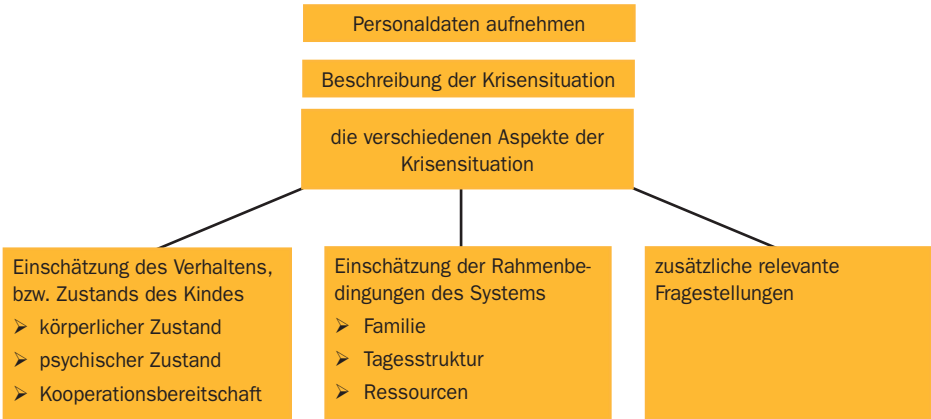 Personaldaten aufnehmen
Beschreibung der Krisensituation
die verschiedenen Aspekte der
Krisensituation
Einschätzung des Verhaltens,
bzw. Zustands des Kindes
➢ körperlicher Zustand
➢ psychischer Zustand
➢ Kooperationsbereitschaft
Einschätzung der Rahmenbe-
dingungen des Systems
➢ Familie
➢ Tagesstruktur
➢ Ressourcen
zusätzliche relevante
Fragestellungen